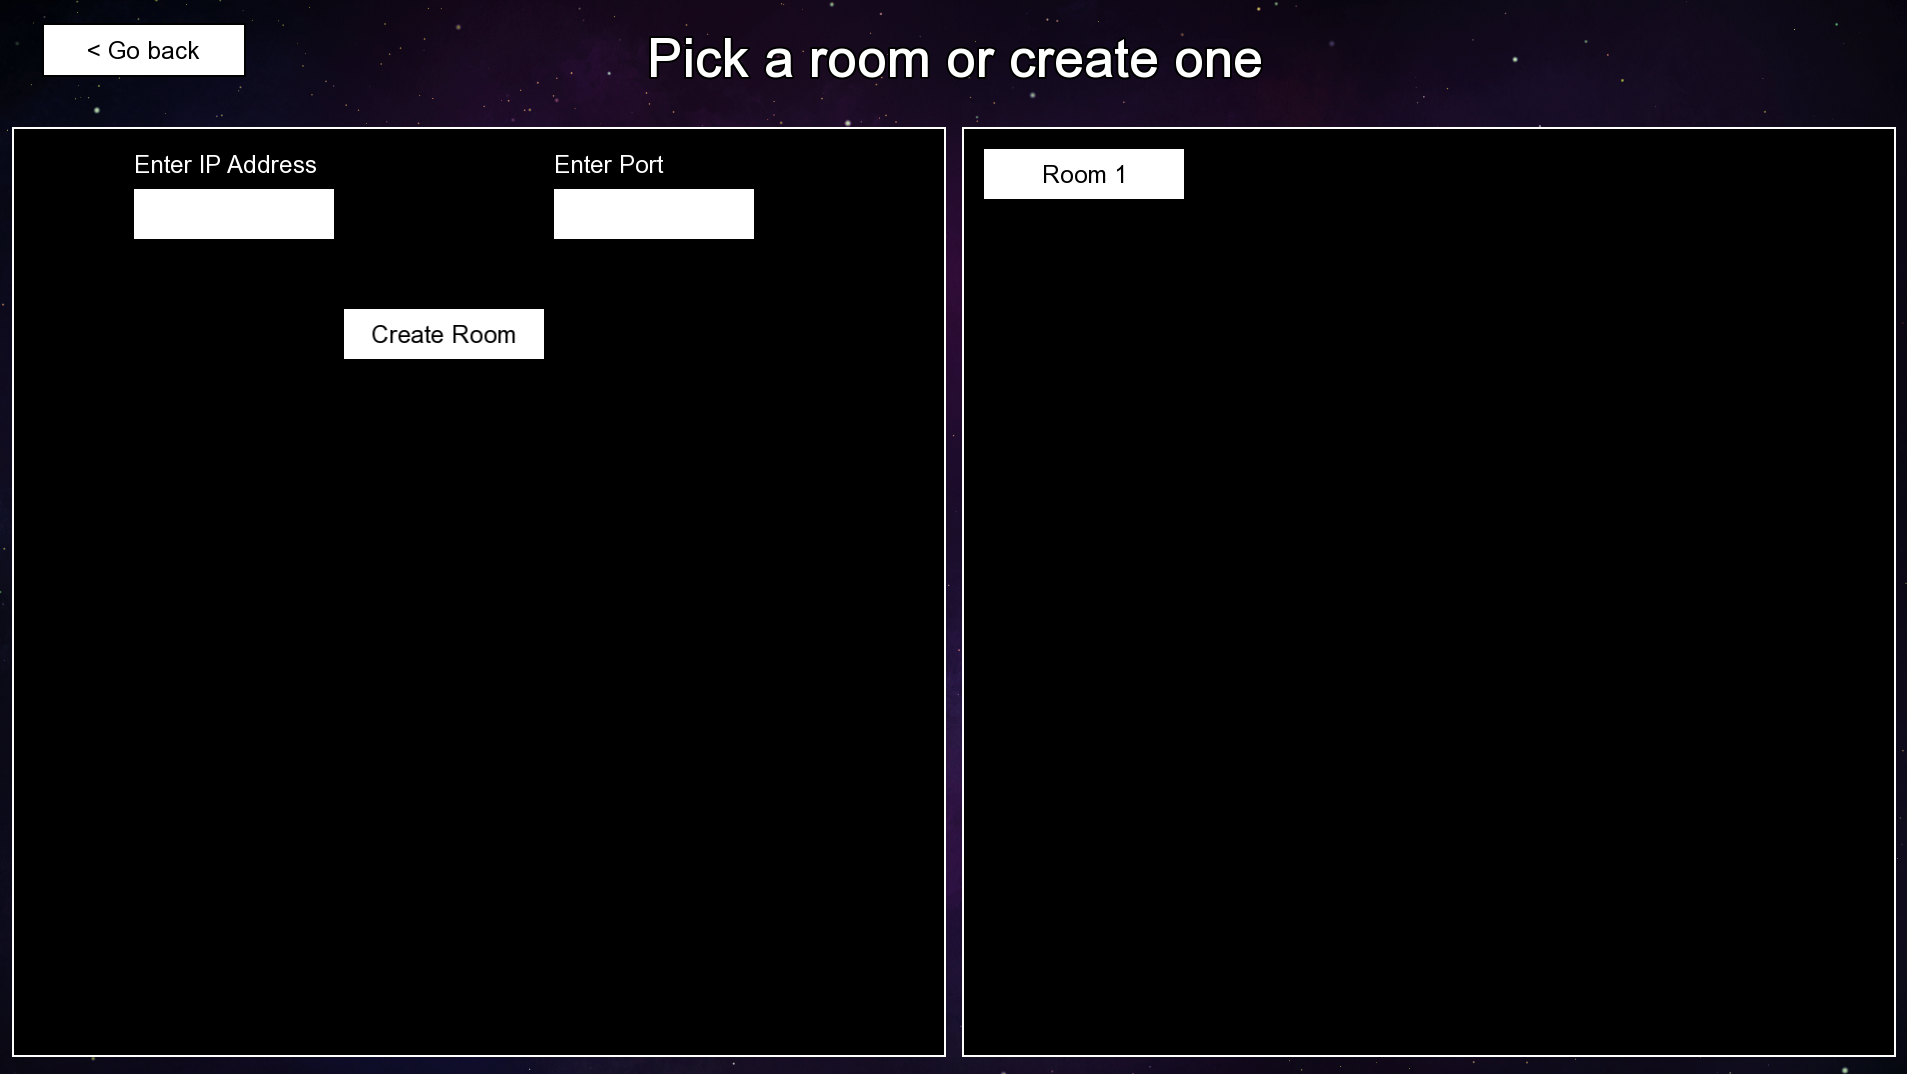 < Go back
Pick a room or create one
Enter IP Address
Enter Port
Create Room
Room 1